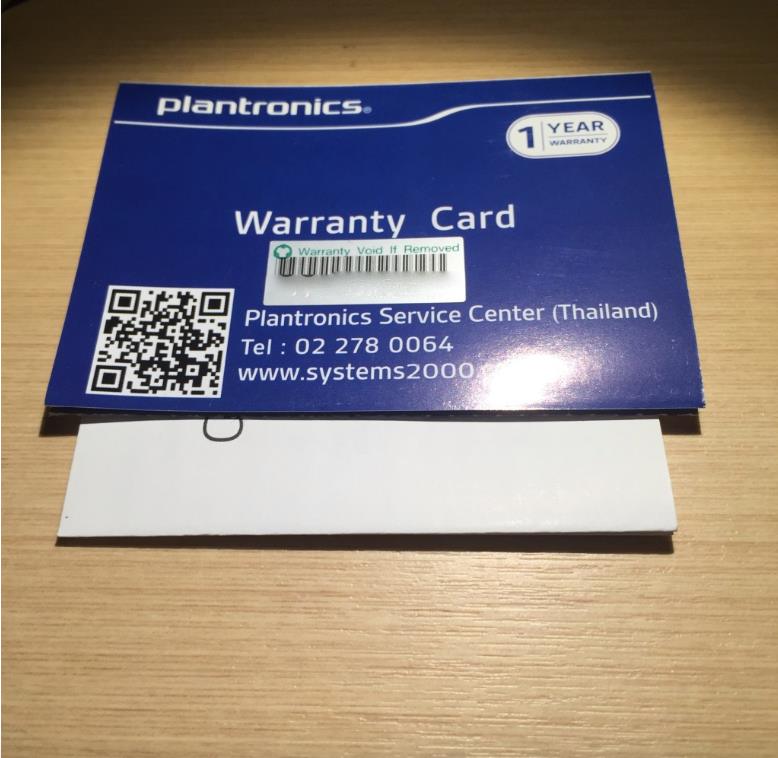 plantronics®
1 YEAR
WARRANTY
Warranty Card
Warranty Void If Removed
Plantronics Service Center (Thailand)
Tel : 02 278 0064
www.systems2000